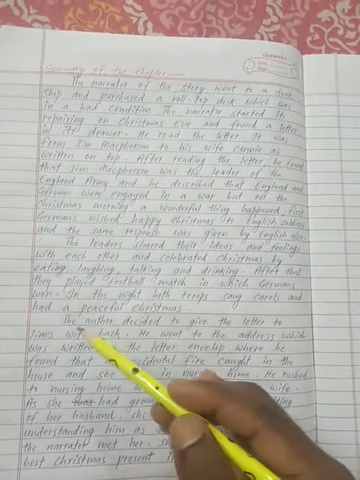 Summary of the chapter
The narrator of the story went to a junk
ship and purchased a roll-top desk which was
in a bad condition. The narrator started its
repairing on christmas Eve and found a letter
in its drawer. He read the letter. It was
from Jim Macpherson to his wife connie as
written on top. After reading the letter, he found
that Jim Macpherson was the leader of the
England Army and he described that England and
German were engaged in a war but on the
Christmas morning a wonderful thing happened, first
Germans wished happy christmas to English soldiers
and the same response was given by English also.
The leaders shared their ideas and feelings
with each other and celebrated christmas by
eating, laughing, talking and drinking. After that
they played football match in which Germans
won. In the night both troops sang carols and
had a peaceful christmas.
The author decided to give the letter to
Jim's back. He went to the address which
was written the letter envelop where he
found that accidental fire caught in the
house and she in home. He rushed
to nursing home wife.
As she had
of her husband, she
understanding him as
the narrator met her.
best Christmas present